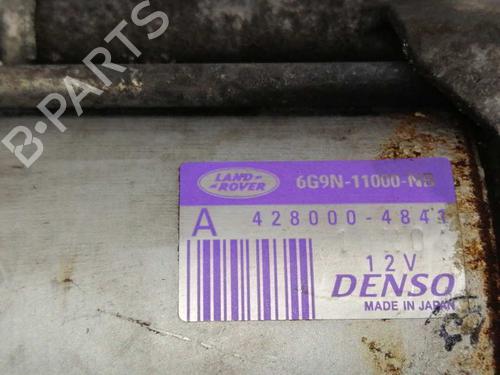 B-PARTS
LAND-
-ROVER
6G9N-11000-NB
A 428000-4841
12V
DENSO
MADE IN JAPAN